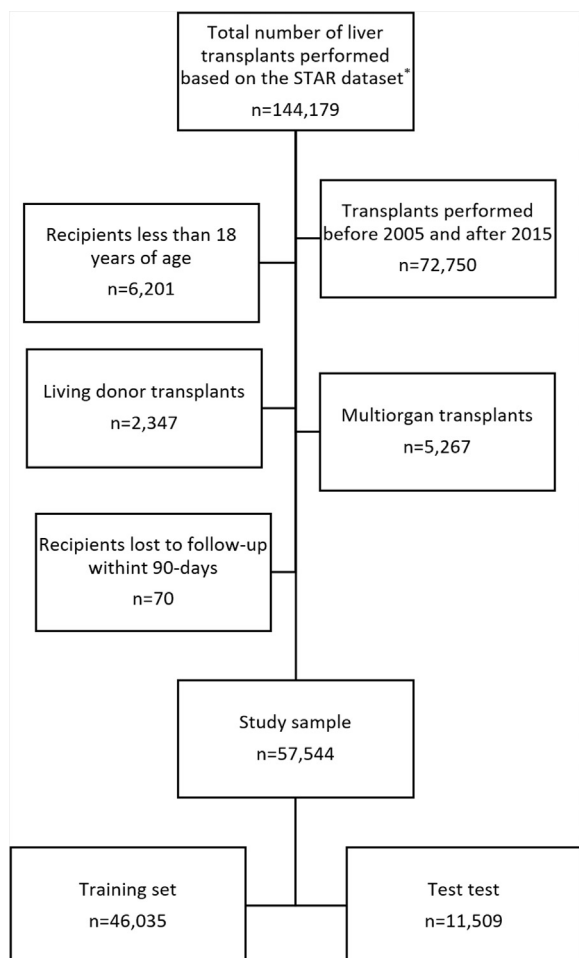 Total number of liver
transplants performed
based on the STAR dataset*
n=144,179
Transplants performed
before 2005 and after 2015
n=72,750
Recipients less than 18
years of age
n=6,201
Living donor transplants
n=2,347
Multiorgan transplants
n=5,267
Recipients lost to follow-up
withint 90-days
n=70
Study sample
n=57,544
Training set
n=46,035
Test test
n=11,509